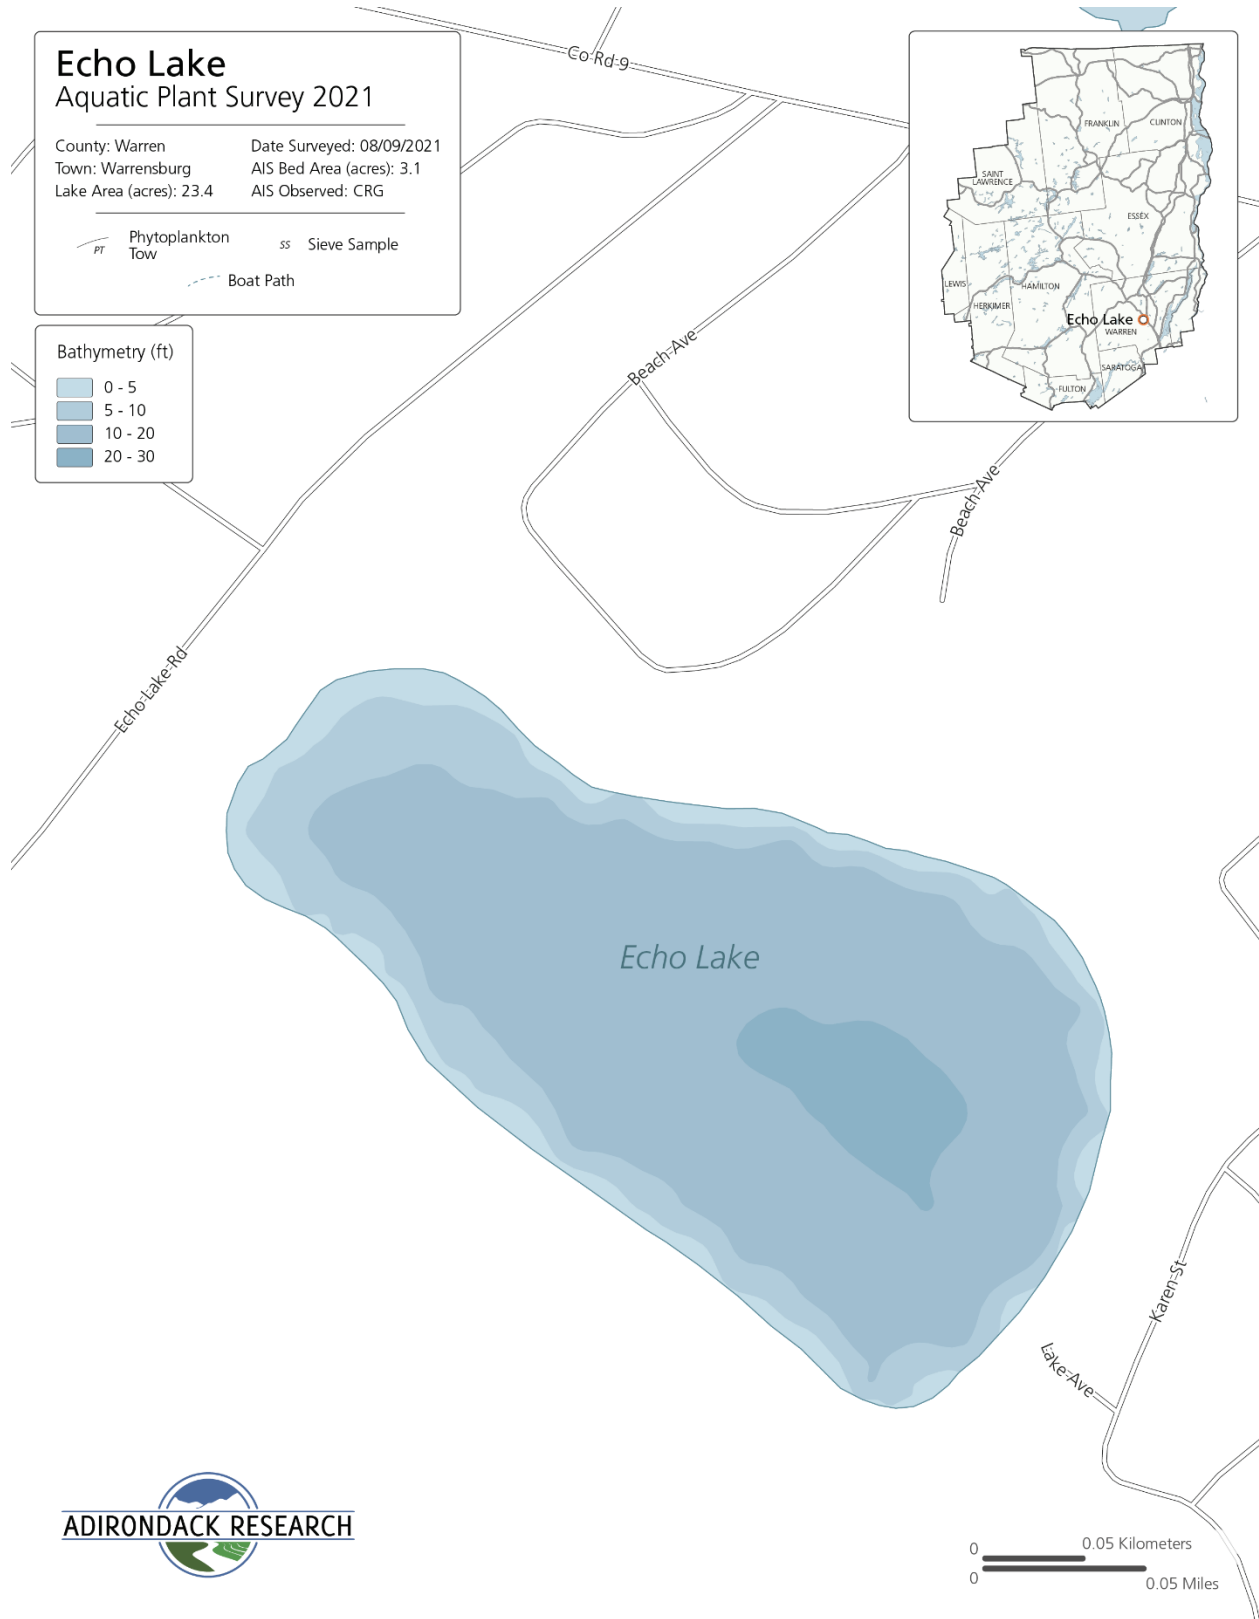 Echo Lake
Aquatic Plant Survey 2021
County: Warren
Date Surveyed: 08/09/2021
Town: Warrensburg
AIS Bed Area (acres): 3.1
Lake Area (acres): 23.4
AIS Observed: CRG
PT
Phytoplankton
Tow
SS
Sieve Sample
Boat Path
Bathymetry (ft)
0 - 5
5 - 10
10 - 20
20 - 30
Co Rd 9
FRANKLIN
CLINTON
SAINT
LAWRENCE
ESSEX
LEWIS
HAMILTON
HERKIMER
Echo Lake
WARREN
SARATOGA
FULTON
Beach-Ave
Beach-Ave
Echo-Lake-Rd
Echo Lake
Karen-St
Lake-Ave
ADIRONDACK RESEARCH
0
0.05 Kilometers
0
0.05 Miles